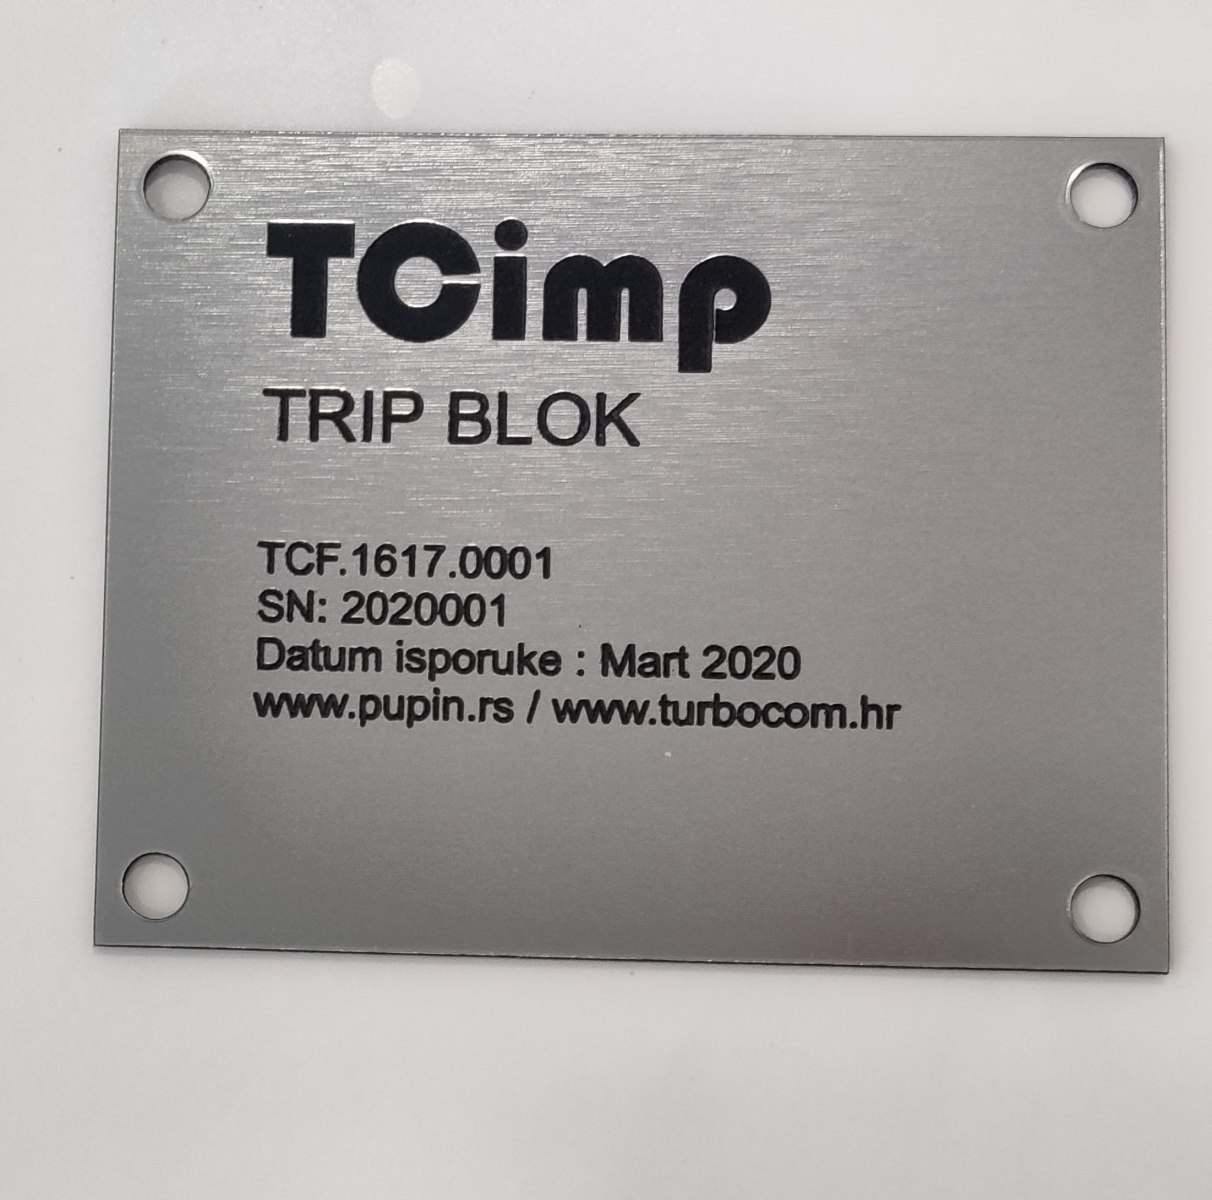 TCimp
TRIP BLOK
TCF.1617.0001
SN: 2020001
Datum isporuke : Mart 2020
www.pupin.rs / www.turbocom.hr